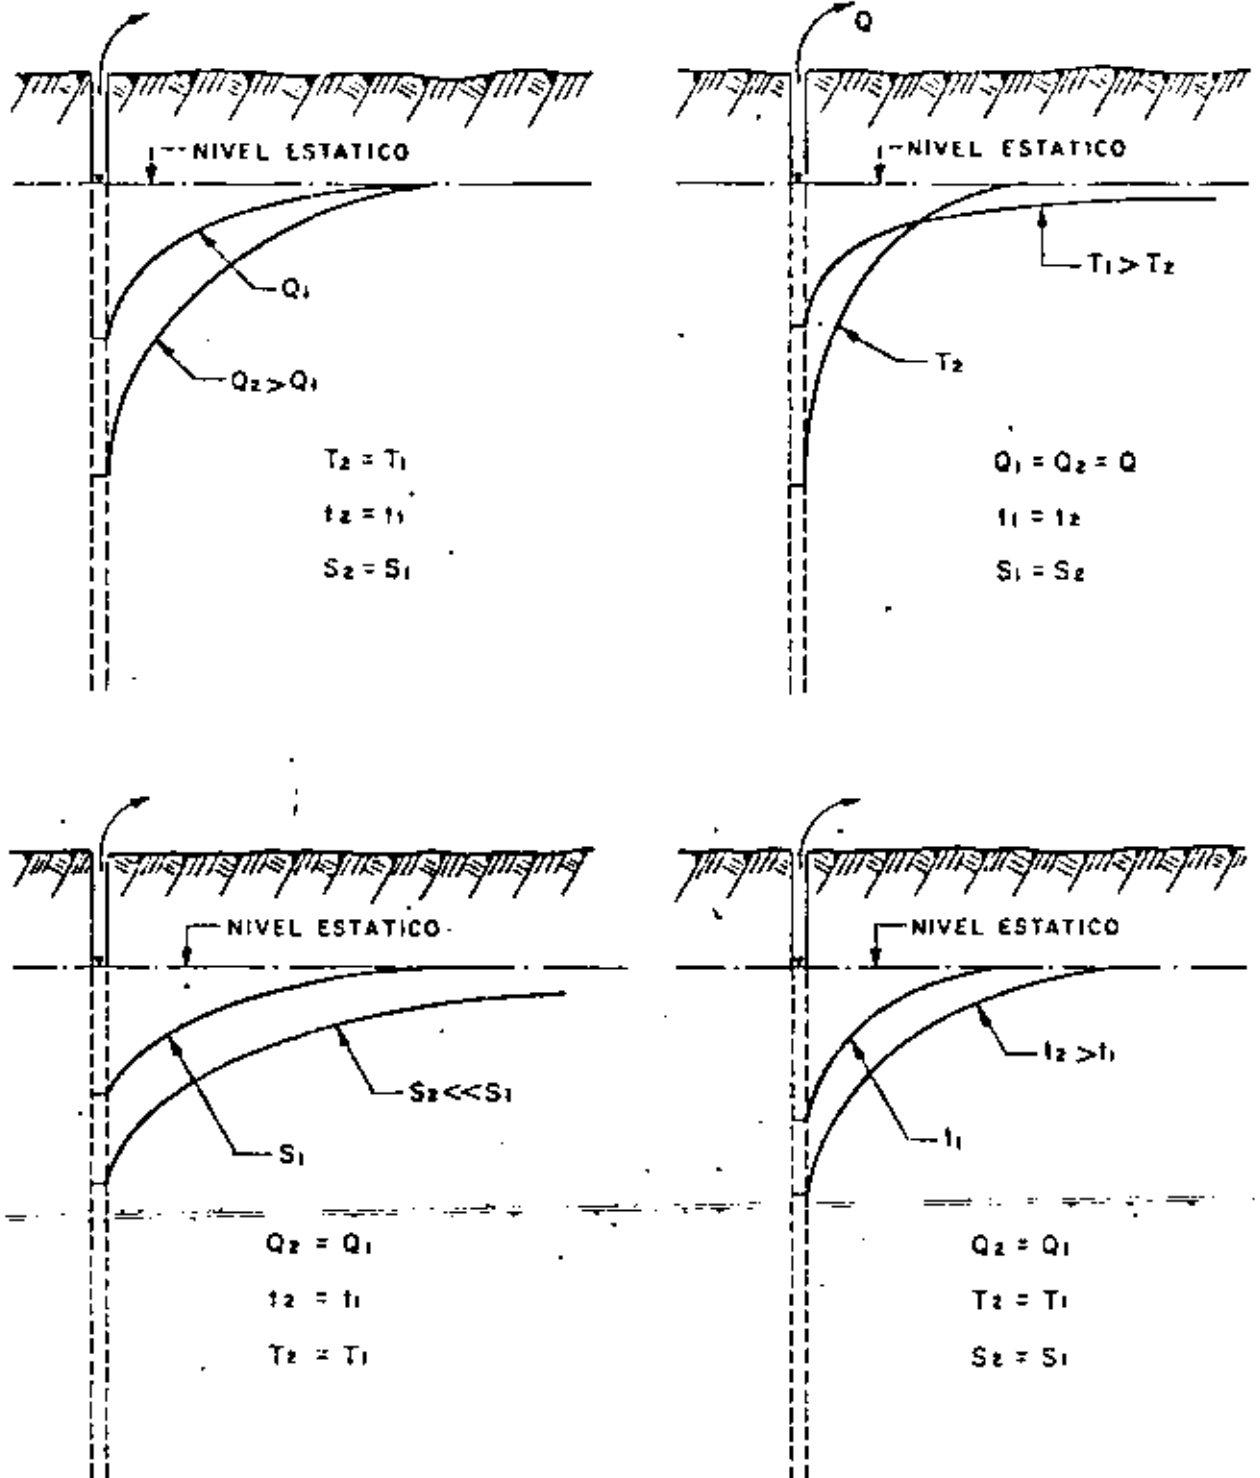 NIVEL ESTATICO
Q₁
Q₂ > Q₁
T₂ = T₁
t₂ = t₁
S₂ = S₁
Q
NIVEL ESTATICO
T₁ > T₂
T₂
Q₁ = Q₂ = Q
t₁ = t₂
S₁ = S₂
NIVEL ESTATICO
S₂ << S₁
S₁
Q₂ = Q₁
t₂ = t₁
T₂ = T₁
NIVEL ESTATICO
t₂ > t₁
t₁
Q₂ = Q₁
T₂ = T₁
S₂ = S₁